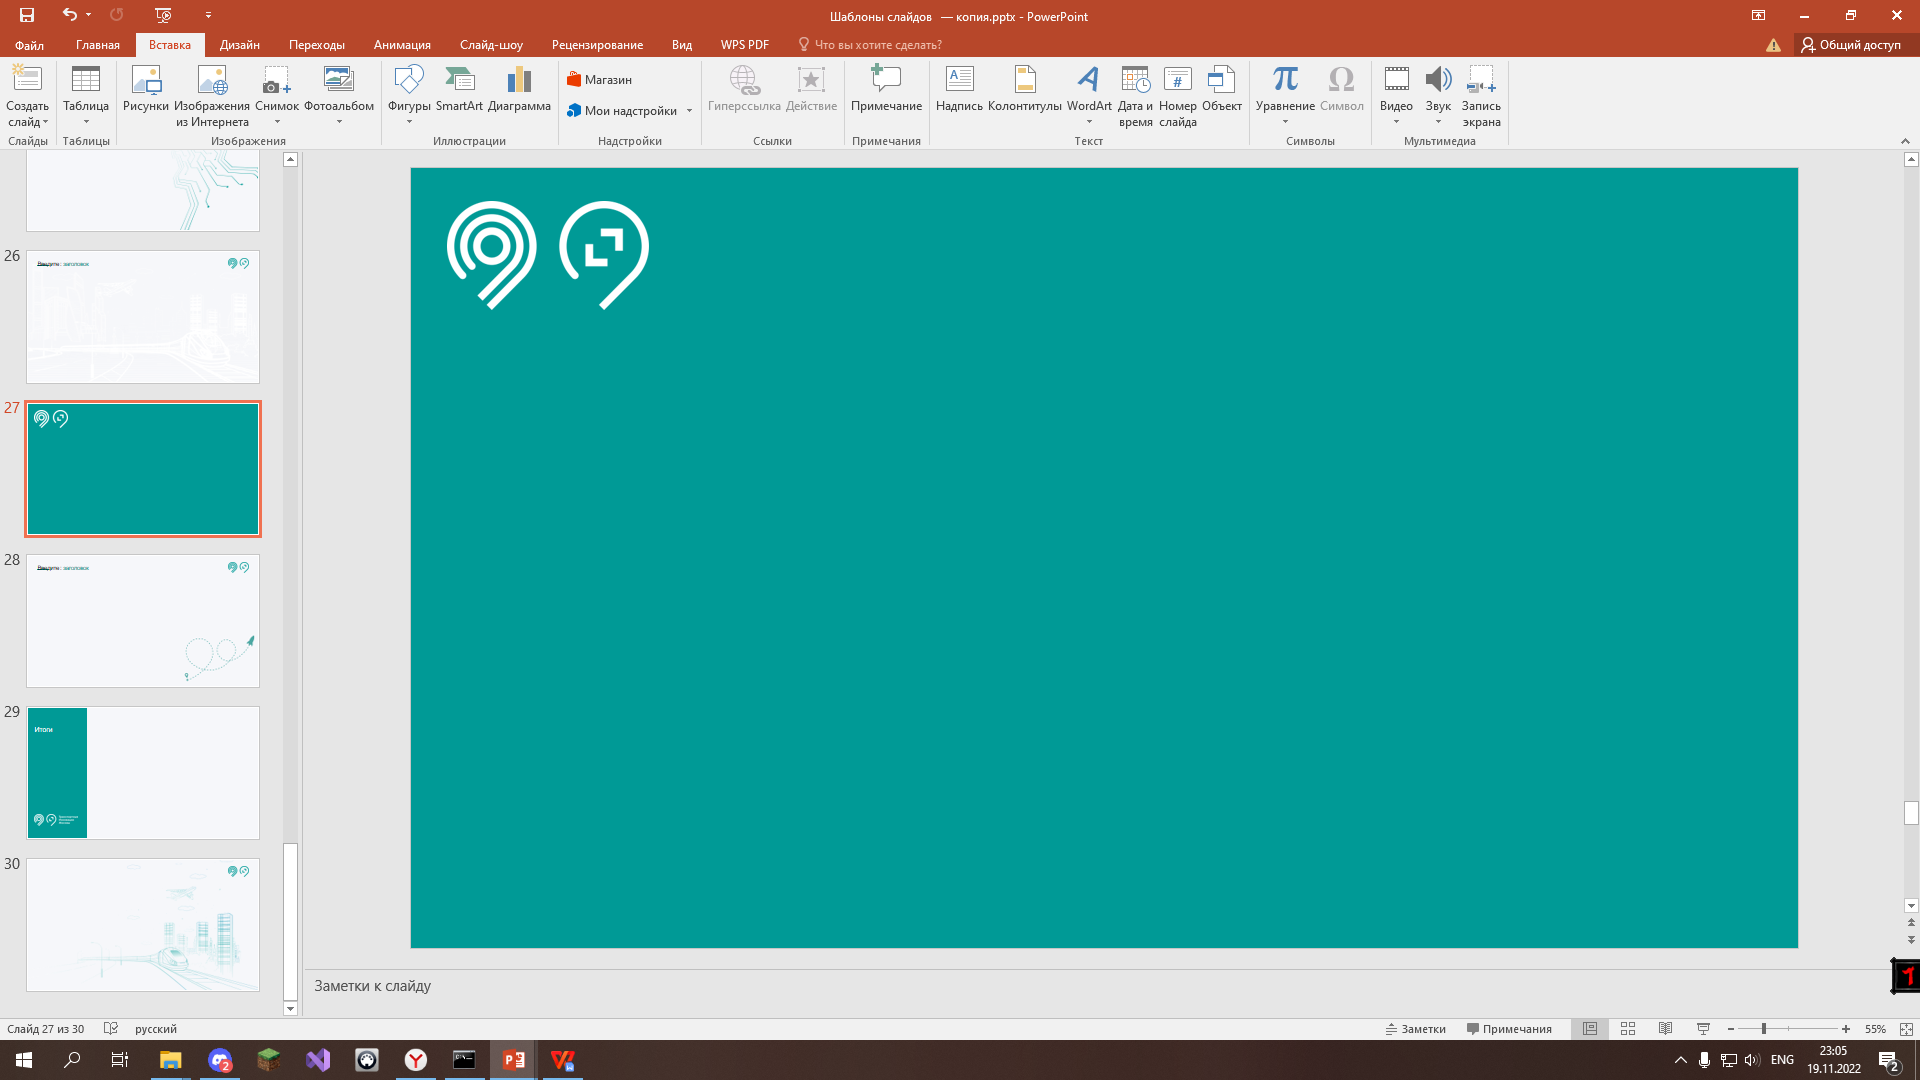 Шаблоны слайдов — копия.pptx - PowerPoint
Файл Главная Вставка Дизайн Переходы Анимация Слайд-шоу Рецензирование Вид WPS PDF Что вы хотите сделать? Общий доступ
Создать слайд
Таблица
Рисунки
Изображения из Интернета
Снимок
Фотоальбом
Фигуры
SmartArt
Диаграмма
Магазин
Мои надстройки
Гиперссылка
Действие
Примечание
Надпись
Колонтитулы
WordArt
Дата и время
Номер слайда
Объект
Уравнение
Символ
Видео
Звук
Запись экрана
Слайды Таблицы Изображения Иллюстрации Надстройки Ссылки Примечания Текст Символы Мультимедиа
26
заголовок
27
28
заголовок
29
Итоги
30
Заметки к слайду
Слайд 27 из 30 русский Заметки Примечания 55%
2
ENG
23:05
19.11.2022
2